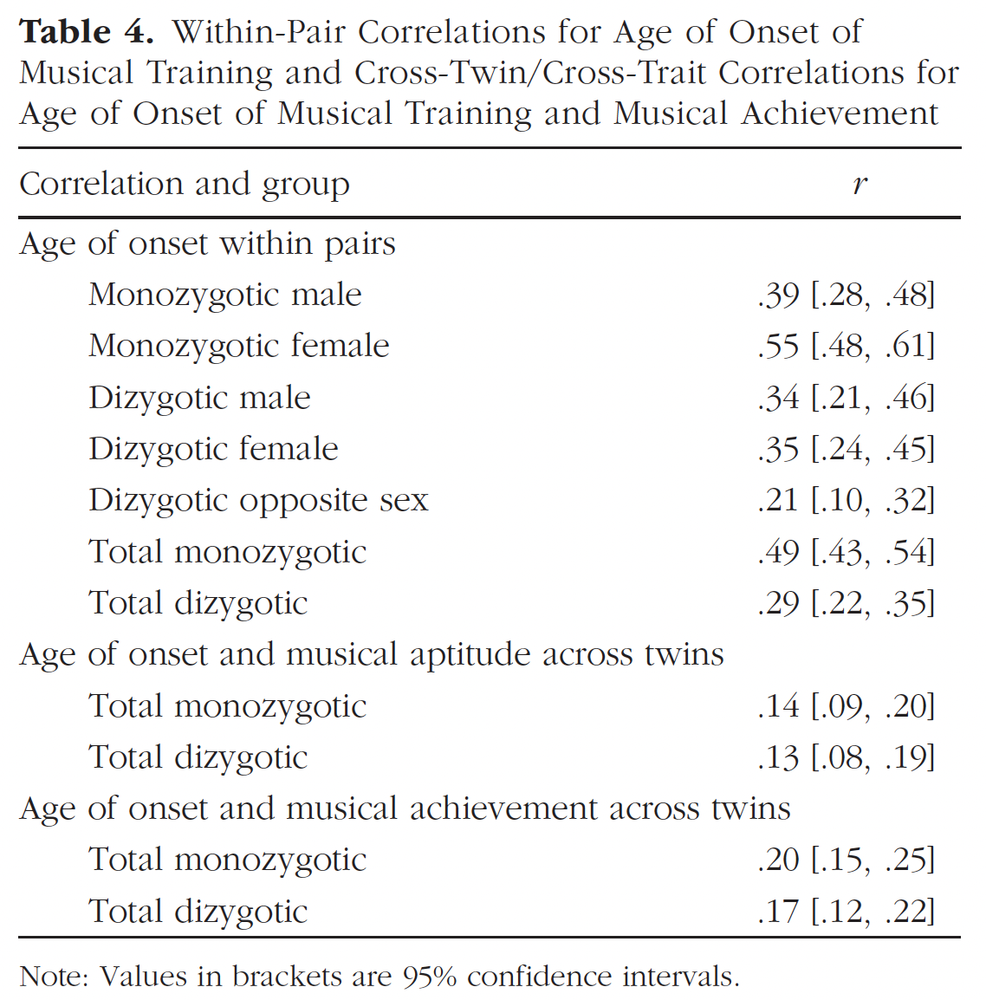 Table 4. Within-Pair Correlations for Age of Onset of
Musical Training and Cross-Twin/Cross-Trait Correlations for
Age of Onset of Musical Training and Musical Achievement
Correlation and group r
Age of onset within pairs
Monozygotic male .39 [.28, .48]
Monozygotic female .55 [.48, .61]
Dizygotic male .34 [.21, .46]
Dizygotic female .35 [.24, .45]
Dizygotic opposite sex .21 [.10, .32]
Total monozygotic .49 [.43, .54]
Total dizygotic .29 [.22, .35]
Age of onset and musical aptitude across twins
Total monozygotic .14 [.09, .20]
Total dizygotic .13 [.08, .19]
Age of onset and musical achievement across twins
Total monozygotic .20 [.15, .25]
Total dizygotic .17 [.12, .22]
Note: Values in brackets are 95% confidence intervals.